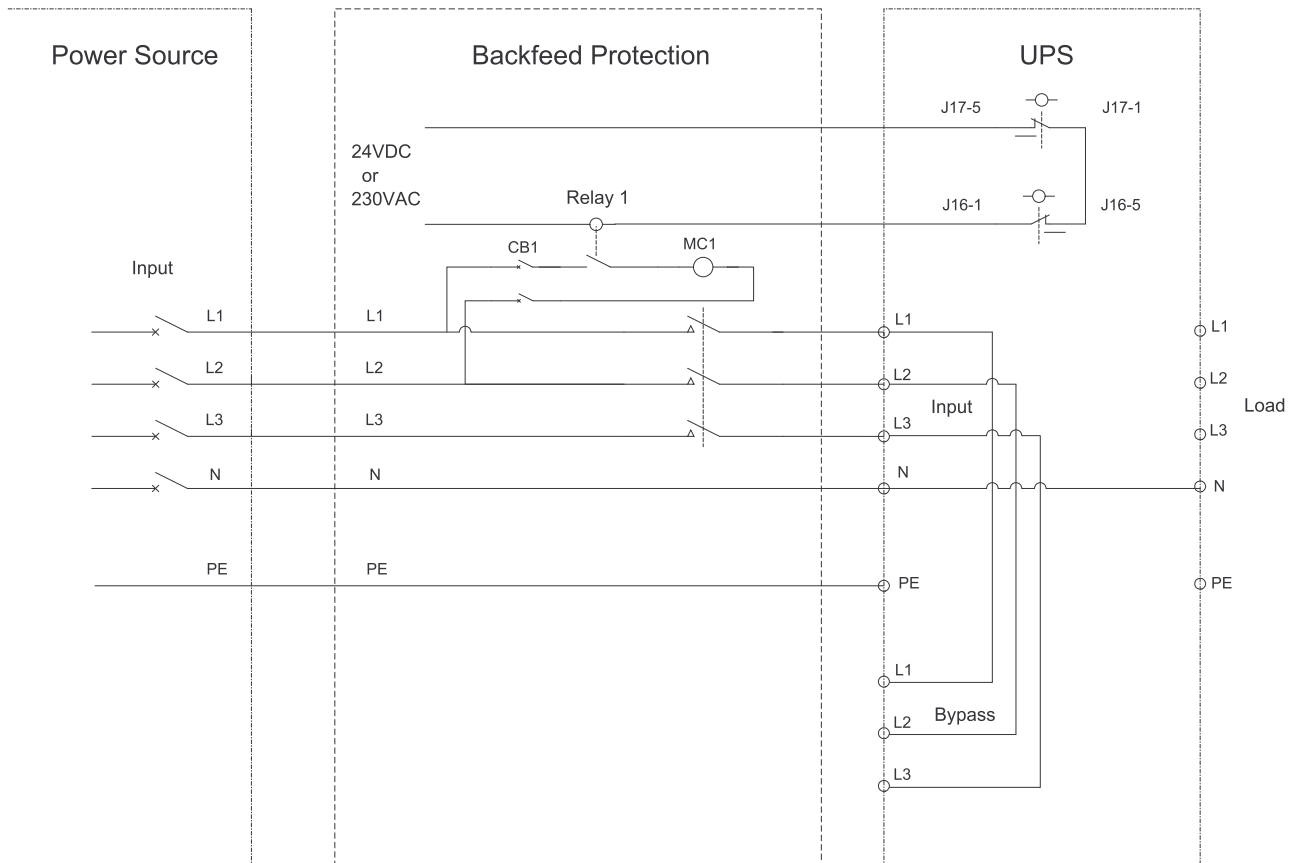 Power Source
Backfeed Protection
UPS
J17-5
J17-1
24VDC
or
230VAC
Relay 1
J16-1
J16-5
CB1
MC1
Input
L1
L1
L1
L1
L2
L2
L2
L2
Input
Load
L3
L3
L3
L3
N
N
N
N
PE
PE
PE
PE
L1
L2
Bypass
L3